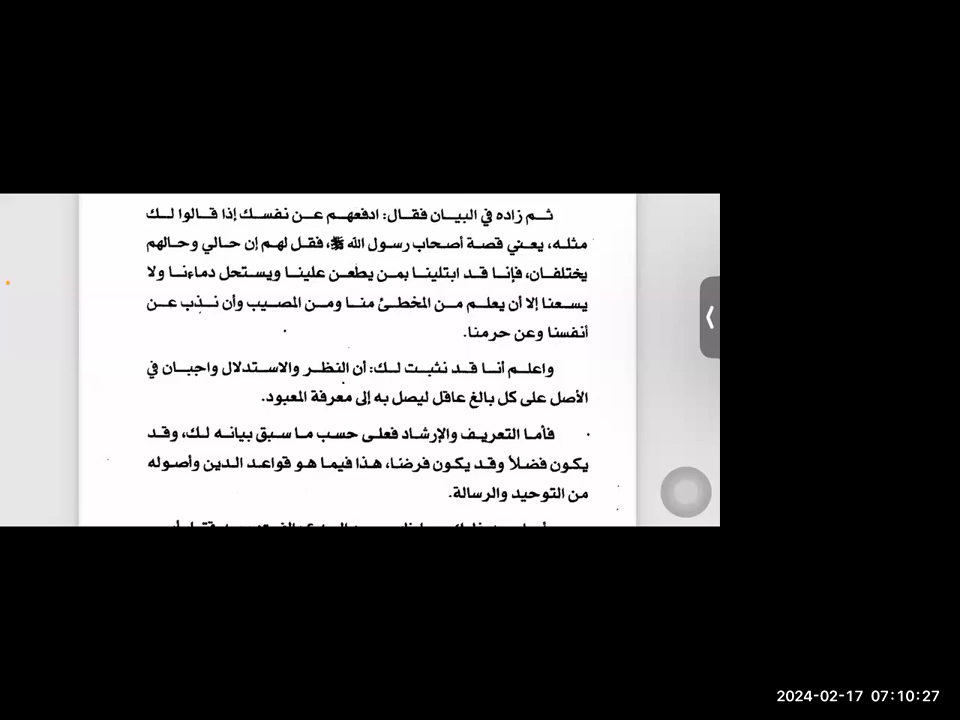 ثم زاده في البيان فقال: ادفعهم عن نفسك إذا قالوا لك
مثله، يعني قصة أصحاب رسول الله ﷺ، فقل لهم إن حالي وحالهم
يختلفان، فإنا قد ابتلينا بمن يطعن علينا ويستحل دماءنا ولا
يسعنا إلا أن يعلم من المخطئ منا ومن المصيب وأن نذب عن
أنفسنا وعن حرمنا.
واعلم أنا قد نثبت لك: أن النظر والاستدلال واجبان في
الأصل على كل بالغ عاقل ليصل به إلى معرفة المعبود.
فأما التعريف والإرشاد فعلى حسب ما سبق بيانه لك، وقد
يكون فضلاً وقد يكون فرضا، هذا فيما هو قواعد الدين وأصوله
من التوحيد والرسالة.
2024-02-17 07:10:27